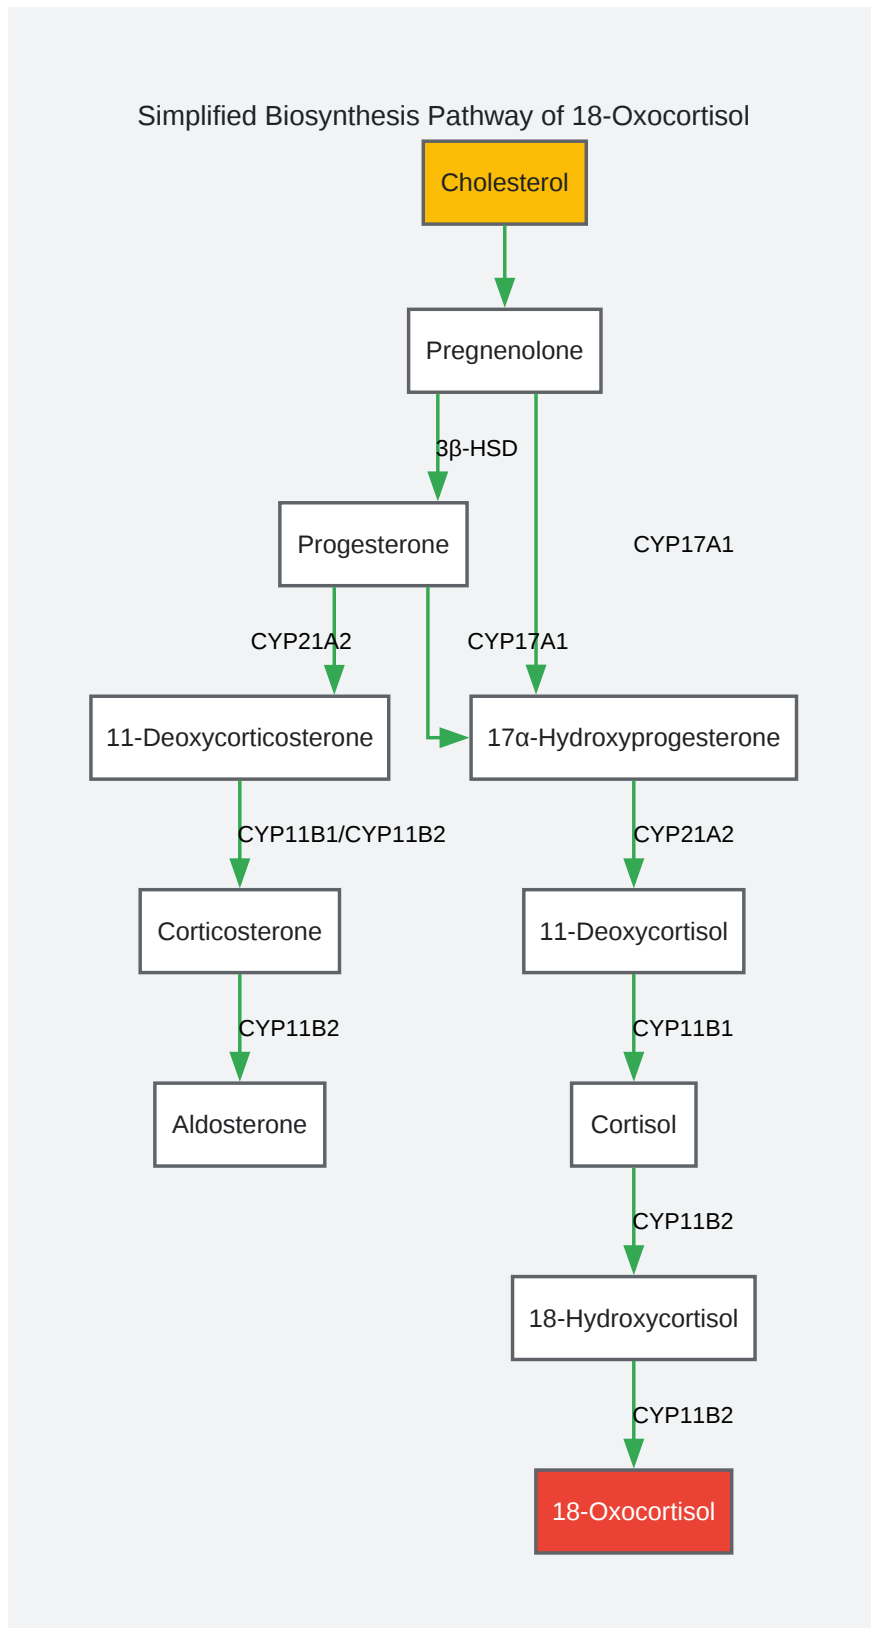 Simplified Biosynthesis Pathway of 18-Oxocortisol
Cholesterol
Pregnenolone
3β-HSD
Progesterone
CYP17A1
CYP21A2
CYP17A1
11-Deoxycorticosterone
17α-Hydroxyprogesterone
CYP11B1/CYP11B2
CYP21A2
Corticosterone
11-Deoxycortisol
CYP11B2
CYP11B1
Aldosterone
Cortisol
CYP11B2
18-Hydroxycortisol
CYP11B2
18-Oxocortisol